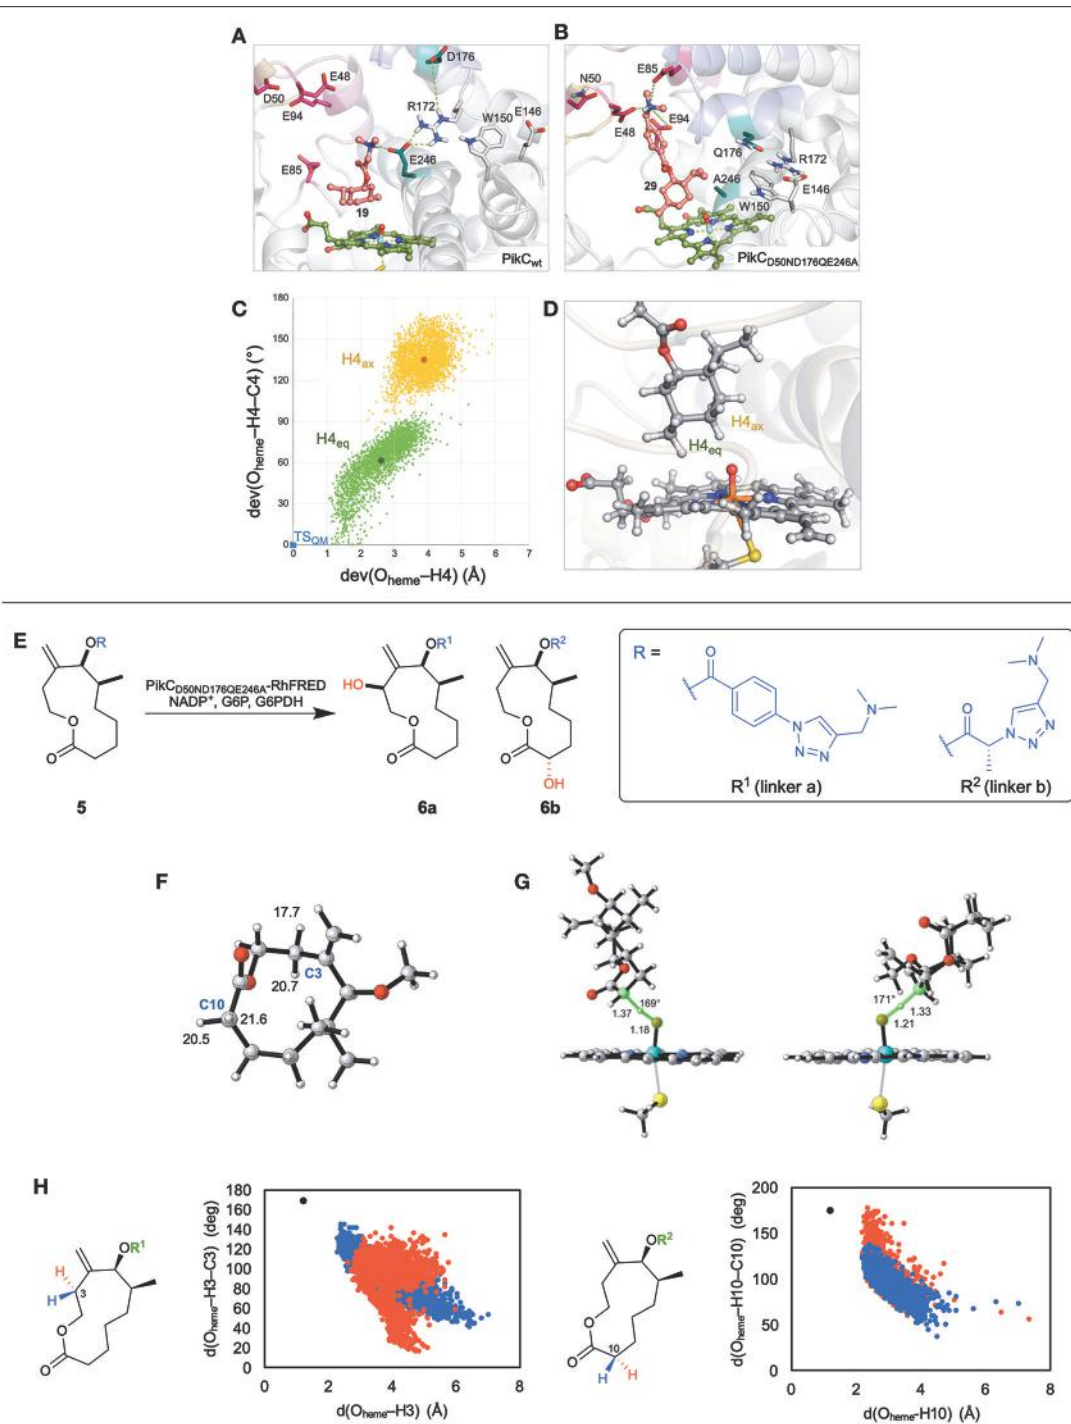 A
B
D176
E48
D50
E94
R172
W150
E146
E85
E246
19
PikCwt
N50
E85
E48
E94
Q176
R172
29
A246
E146
W150
PikCD50ND176QE246A
C
180
150
120
90
60
30
0
dev(Oheme–H4–C4) (°)
H4ax
H4eq
TSQM
0 1 2 3 4 5 6 7
dev(Oheme–H4) (Å)
D
H4ax
H4eq
E
OR
O
O
5
PikCD50ND176QE246A-RhFRED
NADP+, G6P, G6PDH
OR1
HO
O
O
6a
OR2
O
O
OH
6b
R =
O
N
N=N
N
R1 (linker a)
N
O
N
N=N
R2 (linker b)
F
17.7
C3
20.7
C10
21.6
20.5
G
169°
1.37
1.18
171°
1.33
1.21
H
OR1
H
H
3
O
O
180
160
140
120
100
80
60
40
20
0
d(Oheme–H3–C3) (deg)
0 2 4 6 8
d(Oheme–H3) (Å)
OR2
O
O
10
H H
200
150
100
50
0
d(Oheme–H10–C10) (deg)
0 2 4 6 8
d(Oheme-H10) (Å)